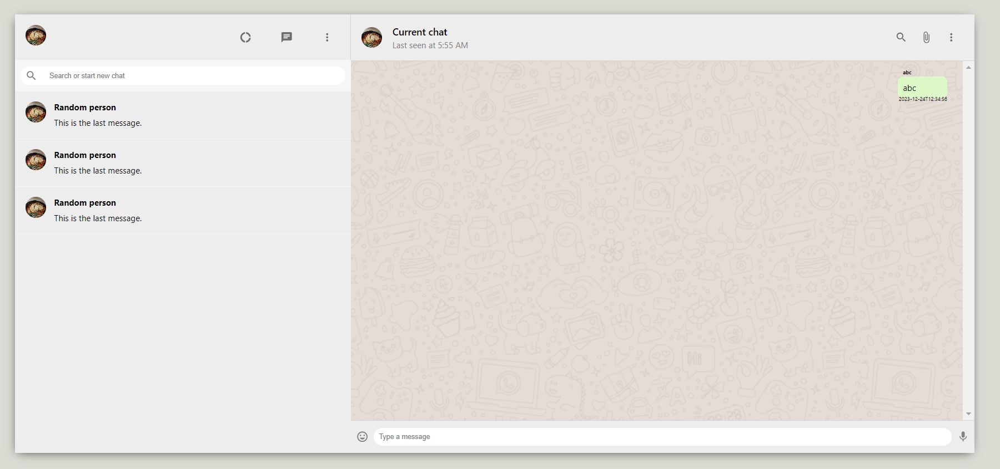 Current chat
Last seen at 5:55 AM
Search or start new chat
Random person
This is the last message.
Random person
This is the last message.
Random person
This is the last message.
abc
abc
2023-12-24T12:34:56
Hi
Type a message